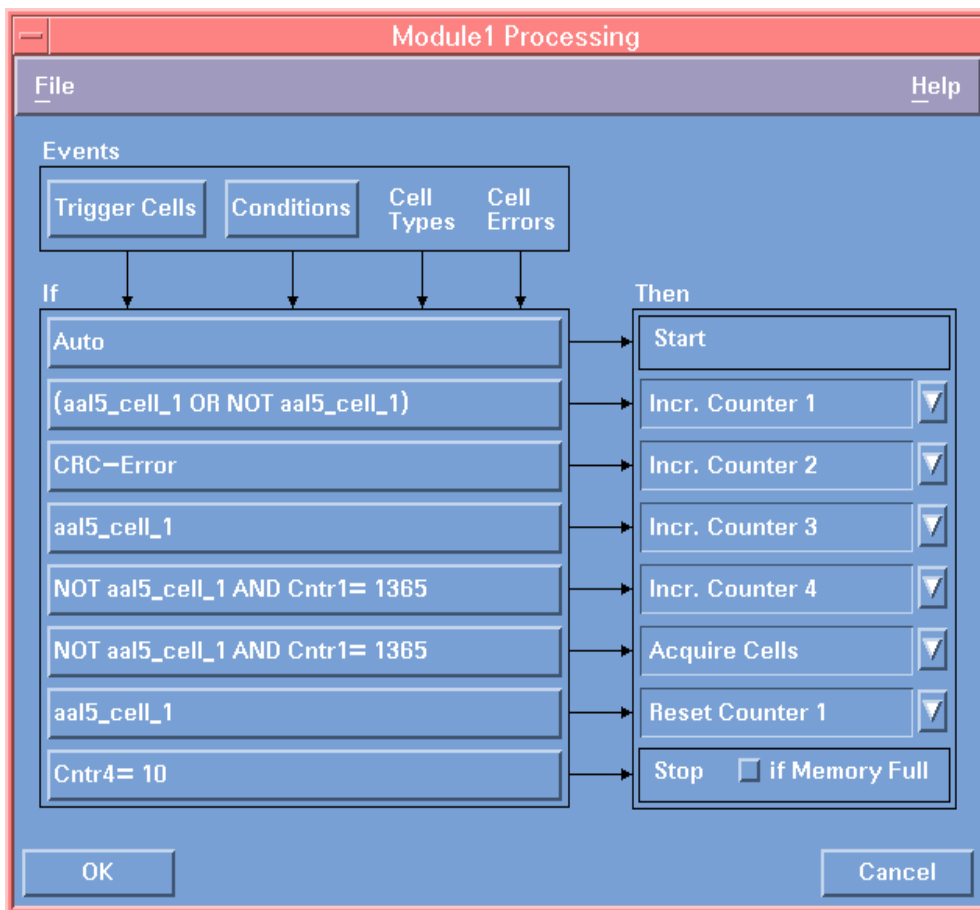 Module1 Processing
File Help
Events
Trigger Cells Conditions Cell Types Cell Errors
If Then
Auto Start
(aal5_cell_1 OR NOT aal5_cell_1) Incr. Counter 1
CRC-Error Incr. Counter 2
aal5_cell_1 Incr. Counter 3
NOT aal5_cell_1 AND Cntr1= 1365 Incr. Counter 4
NOT aal5_cell_1 AND Cntr1= 1365 Acquire Cells
aal5_cell_1 Reset Counter 1
Cntr4= 10 Stop if Memory Full
OK Cancel